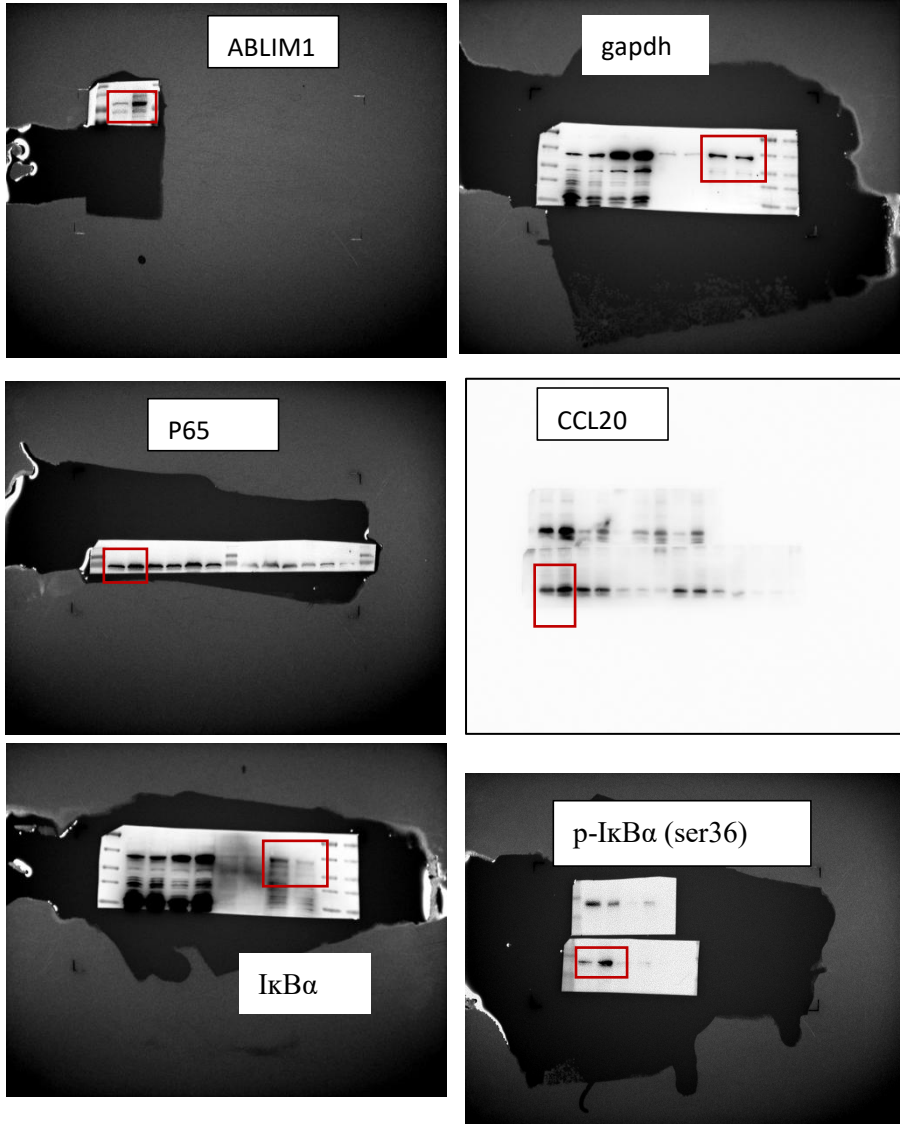 ABLIM1
gapdh
P65
CCL20
IκBα
p-IκBα (ser36)